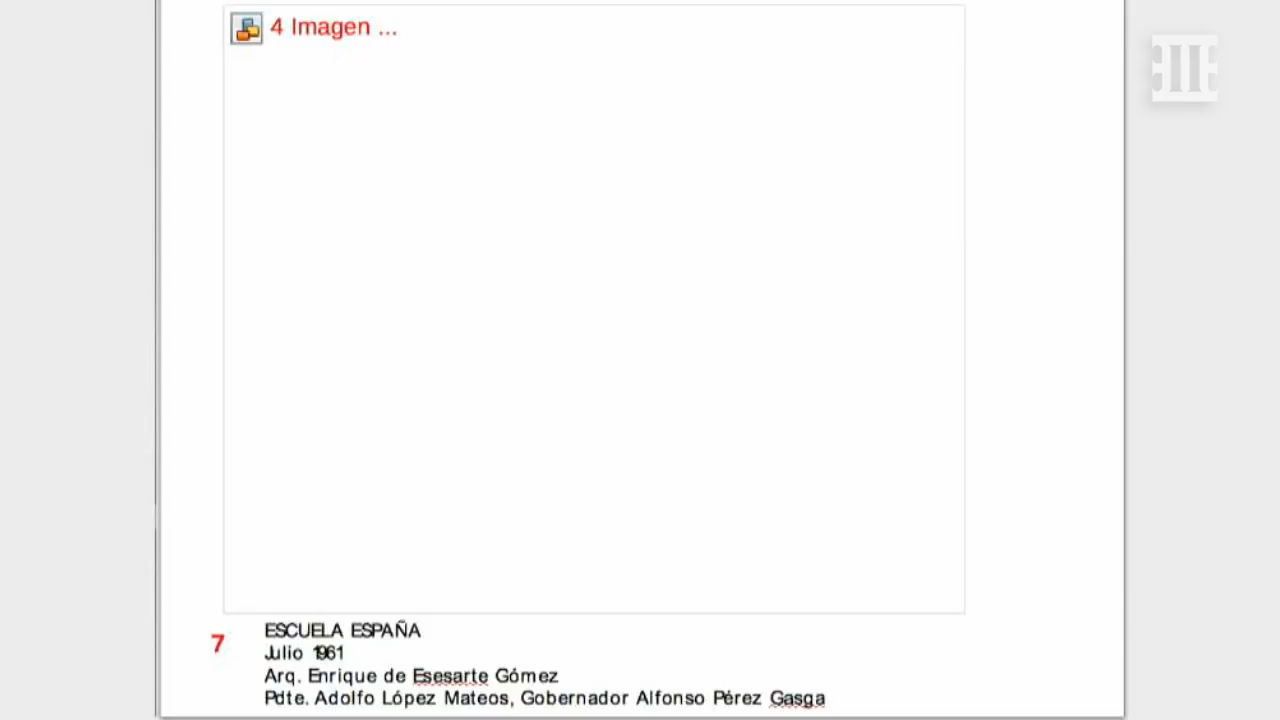 4 Imagen ...
7
ESCUELA ESPAÑA
Julio 1961
Arq. Enrique de Esesarte Gómez
Pdte. Adolfo López Mateos, Gobernador Alfonso Pérez Gasga